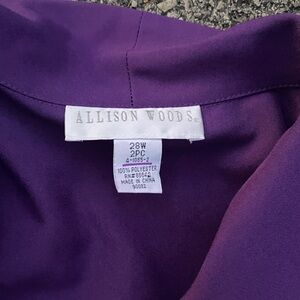 ALLISON WOODS
28W
2PC
100% POLYESTER
MADE IN CHINA